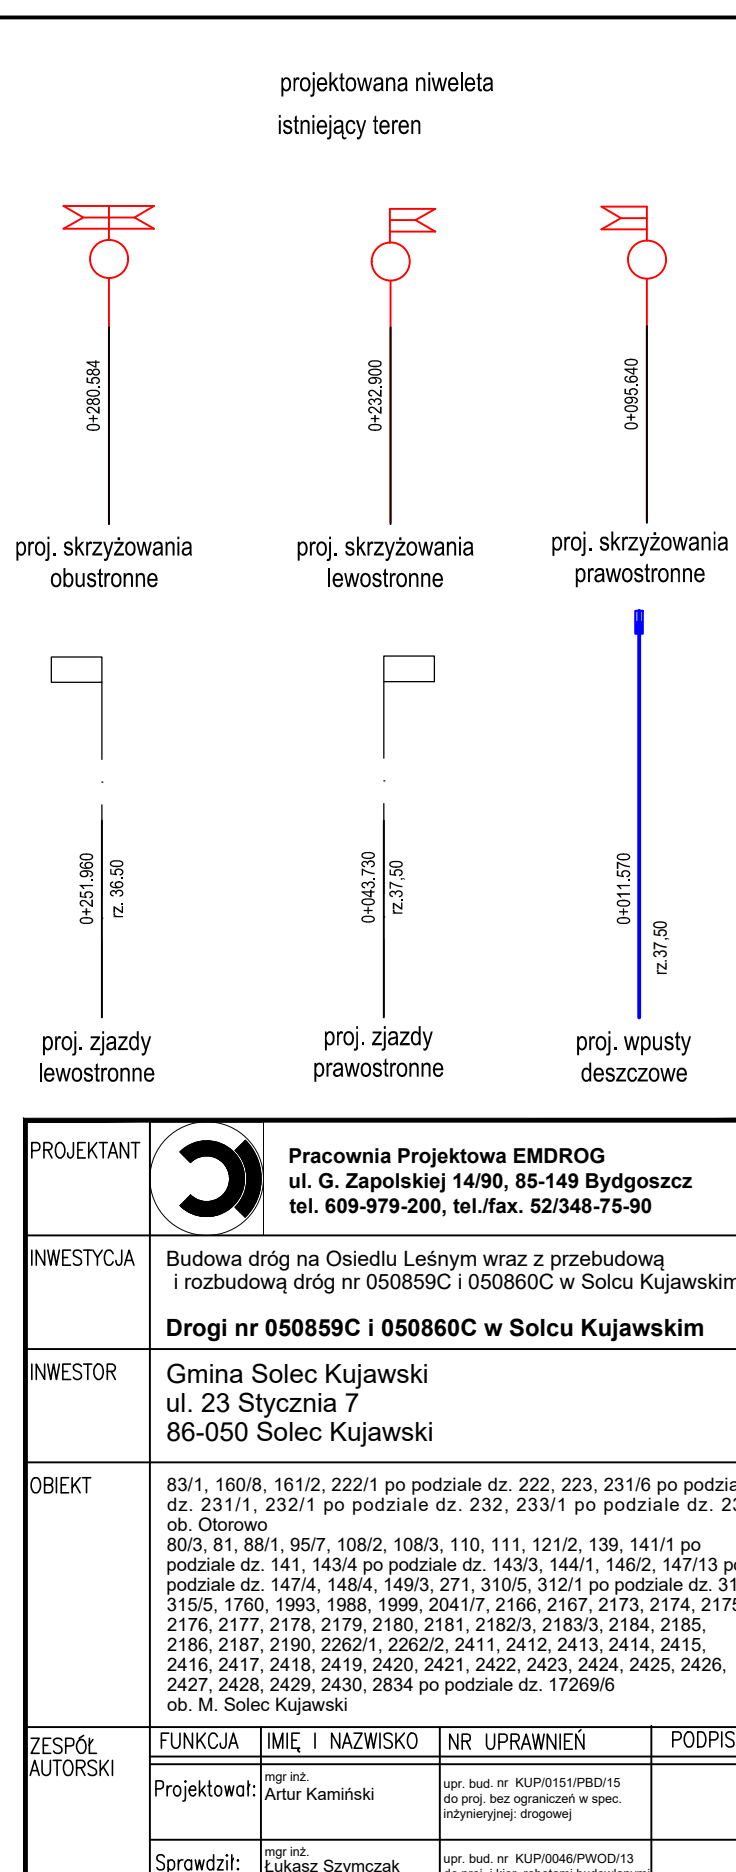 projektowana niweleta
istniejący teren
0+280.584
0+232.900
0+095.640
proj. skrzyżowania
obustronne
proj. skrzyżowania
lewostronne
proj. skrzyżowania
prawostronne
0+251.960
rz. 36.50
0+043.730
rz.37,50
0+011.570
rz.37,50
proj. zjazdy
lewostronne
proj. zjazdy
prawostronne
proj. wpusty
deszczowe
PROJEKTANT
Pracownia Projektowa EMDROG
ul. G. Zapolskiej 14/90, 85-149 Bydgoszcz
tel. 609-979-200, tel./fax. 52/348-75-90
INWESTYCJA
Budowa dróg na Osiedlu Leśnym wraz z przebudową
i rozbudową dróg nr 050859C i 050860C w Solcu Kujawskim
Drogi nr 050859C i 050860C w Solcu Kujawskim
INWESTOR
Gmina Solec Kujawski
ul. 23 Stycznia 7
86-050 Solec Kujawski
OBIEKT
83/1, 160/8, 161/2, 222/1 po podziale dz. 222, 223, 231/6 po
dz. 231/1, 232/1 po podziale dz. 232, 233/1 po podziale dz.
ob. Otorowo
80/3, 81, 88/1, 95/7, 108/2, 108/3, 110, 111, 121/2, 139, 141/1 po
podziale dz. 141, 143/4 po podziale dz. 143/3, 144/1, 146/2, 147/13
podziale dz. 147/4, 148/4, 149/3, 271, 310/5, 312/1 po podziale dz.
315/5, 1760, 1993, 1988, 1999, 2041/7, 2166, 2167, 2173, 2174, 2175
2176, 2177, 2178, 2179, 2180, 2181, 2182/3, 2183/3, 2184, 2185,
2186, 2187, 2190, 2262/1, 2262/2, 2411, 2412, 2413, 2414, 2415,
2416, 2417, 2418, 2419, 2420, 2421, 2422, 2423, 2424, 2425, 2426,
2427, 2428, 2429, 2430, 2834 po podziale dz. 17269/6
ob. M. Solec Kujawski
ZESPÓŁ
AUTORSKI
FUNKCJA IMIĘ I NAZWISKO NR UPRAWNIEŃ PODPIS
Projektował:
mgr inż.
Artur Kamiński
upr. bud. nr KUP/0151/PBD/15
do proj. bez ograniczeń w spec.
inżynieryjnej: drogowej
Sprawdził:
mgr inż.
Łukasz Szymczak
upr. bud. nr KUP/0046/PWOD/13